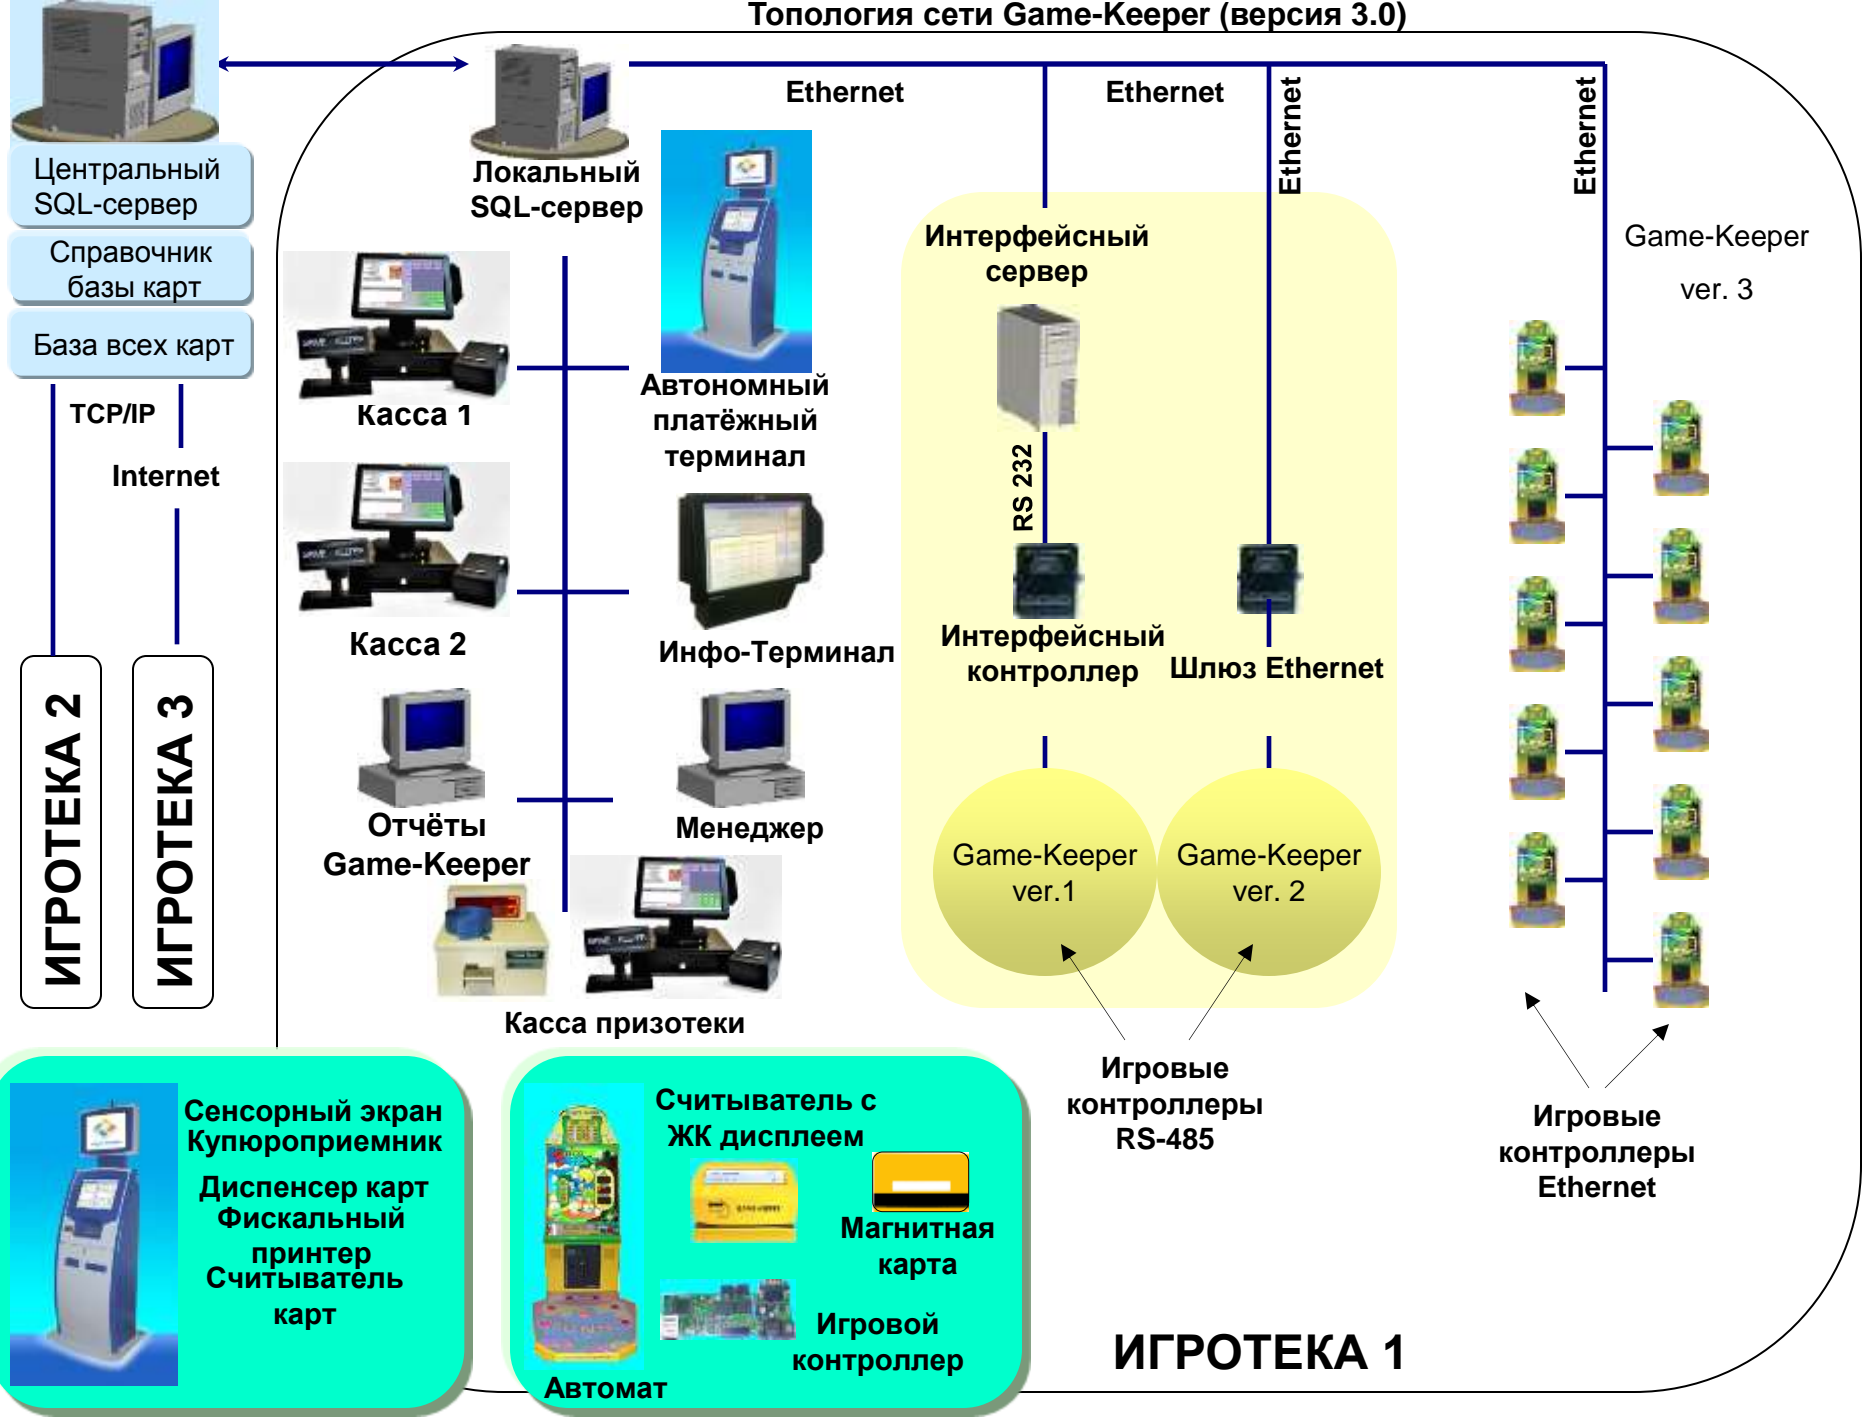 Топология сети Game-Keeper (версия 3.0)
Центральный
SQL-сервер
Справочник
базы карт
База всех карт
TCP/IP
Internet
ИГРОТЕКА 2
ИГРОТЕКА 3
Локальный
SQL-сервер
Ethernet
Ethernet
Ethernet
Ethernet
Касса 1
Автономный
платёжный
терминал
Касса 2
Инфо-Терминал
Отчёты
Game-Keeper
Менеджер
Касса призотеки
Интерфейсный
сервер
RS 232
Интерфейсный
контроллер
Шлюз Ethernet
Game-Keeper
ver.1
Game-Keeper
ver. 2
Game-Keeper
ver. 3
Игровые
контроллеры
RS-485
Игровые
контроллеры
Ethernet
Сенсорный экран
Купюроприемник
Диспенсер карт
Фискальный
принтер
Считыватель
карт
Считыватель с
ЖК дисплеем
Магнитная
карта
Игровой
контроллер
Автомат
ИГРОТЕКА 1